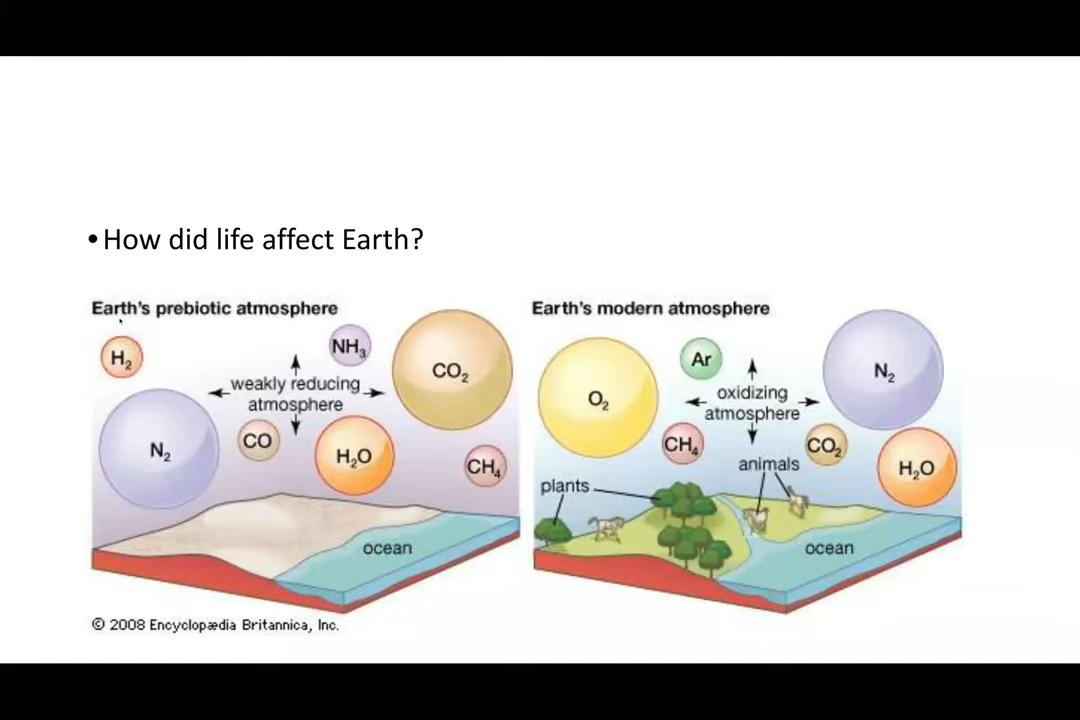 •How did life affect Earth?
Earth's prebiotic atmosphere
H₂
NH₃
CO₂
weakly reducing
atmosphere
N₂
CO
H₂O
CH₄
ocean
Earth's modern atmosphere
O₂
Ar
N₂
oxidizing
atmosphere
CH₄
CO₂
H₂O
animals
plants
ocean
© 2008 Encyclopædia Britannica, Inc.